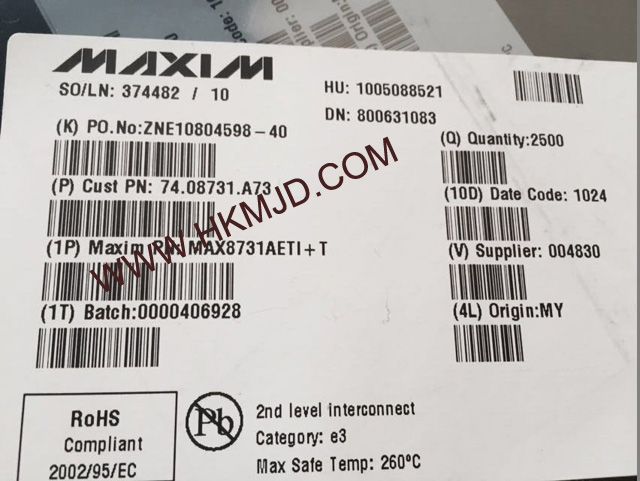 MAXIM
SO/LN: 374482 / 10
HU: 1005088521
DN: 800631083
(K) PO.No:ZNE10804598-40
(Q) Quantity:2500
(P) Cust PN: 74.08731.A73
(10D) Date Code: 1024
(1P) Maxim PN: MAX8731AETI+T
(V) Supplier: 004830
(1T) Batch:0000406928
(4L) Origin:MY
WWW.HKMJD.COM
RoHS
Compliant
2002/95/EC
Pb
2nd level interconnect
Category: e3
Max Safe Temp: 260ºC